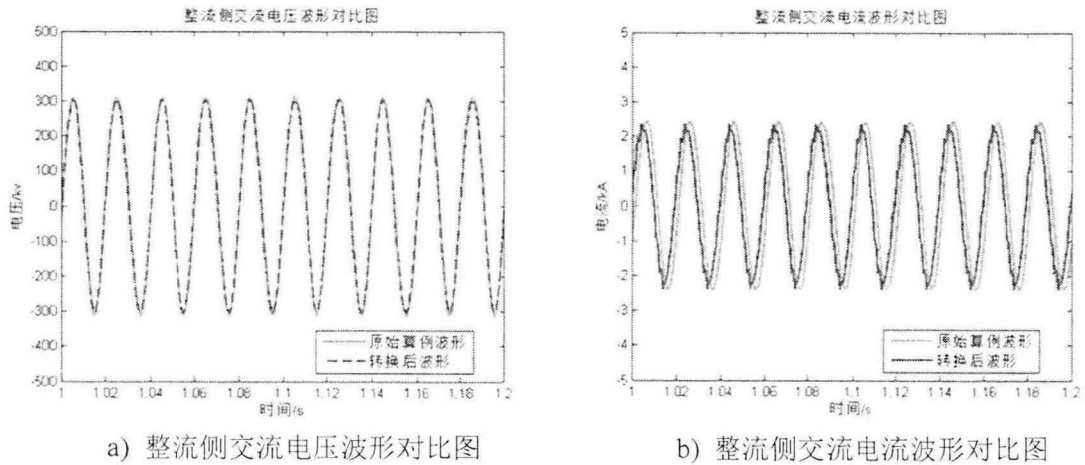 整流侧交流电压波形对比图
500
400
300
200
100
0
-100
-200
-300
-400
-500
电压/kv
1 1.02 1.04 1.06 1.08 1.1 1.12 1.14 1.16 1.18 1.2
时间/s
原始算例波形
转换后波形
a) 整流侧交流电压波形对比图
整流侧交流电流波形对比图
5
4
3
2
1
0
-1
-2
-3
-4
-5
电流/kA
1 1.02 1.04 1.06 1.08 1.1 1.12 1.14 1.16 1.18 1.2
时间/s
原始算例波形
转换后波形
b) 整流侧交流电流波形对比图